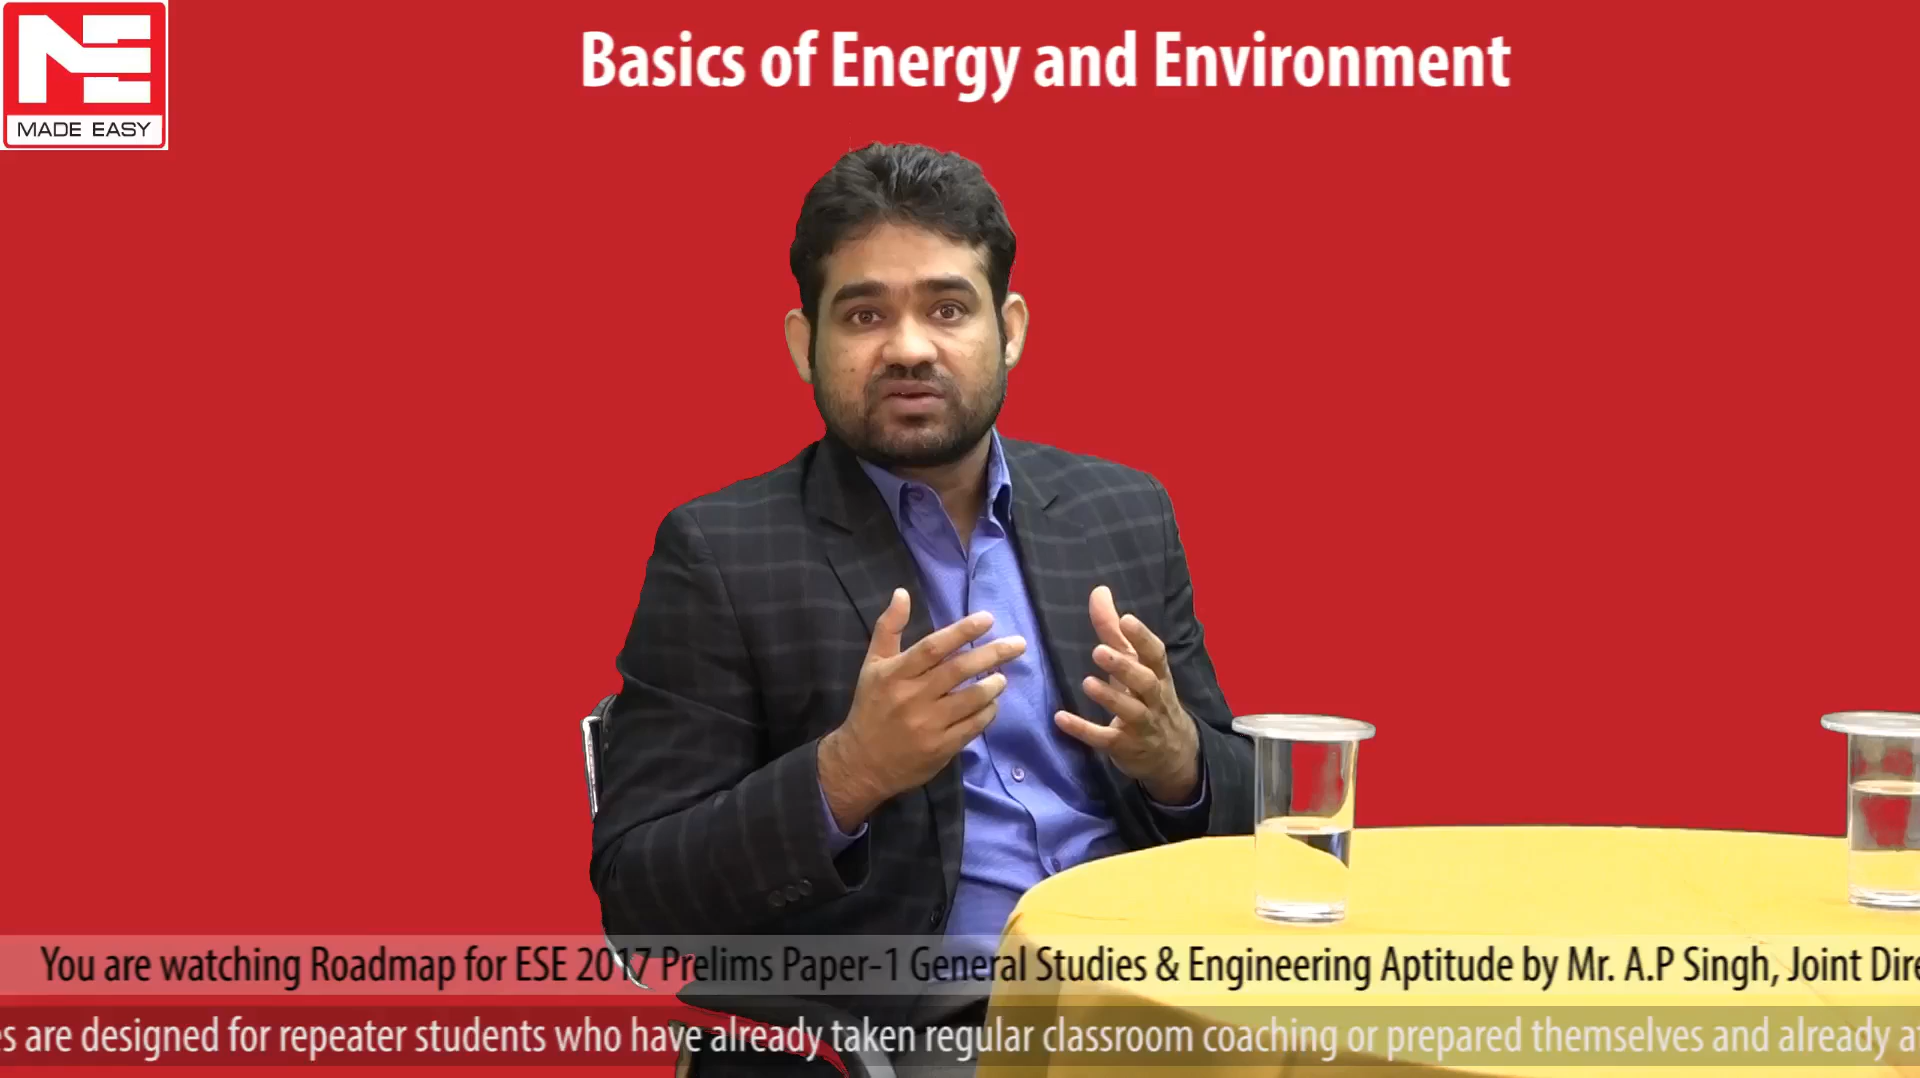 Basics of Energy and Environment
MADE EASY
You are watching Roadmap for ESE 2017 Prelims Paper-1 General Studies & Engineering Aptitude by Mr. A.P Singh, Joint
are designed for repeater students who have already taken regular classroom coaching or prepared themselves and already